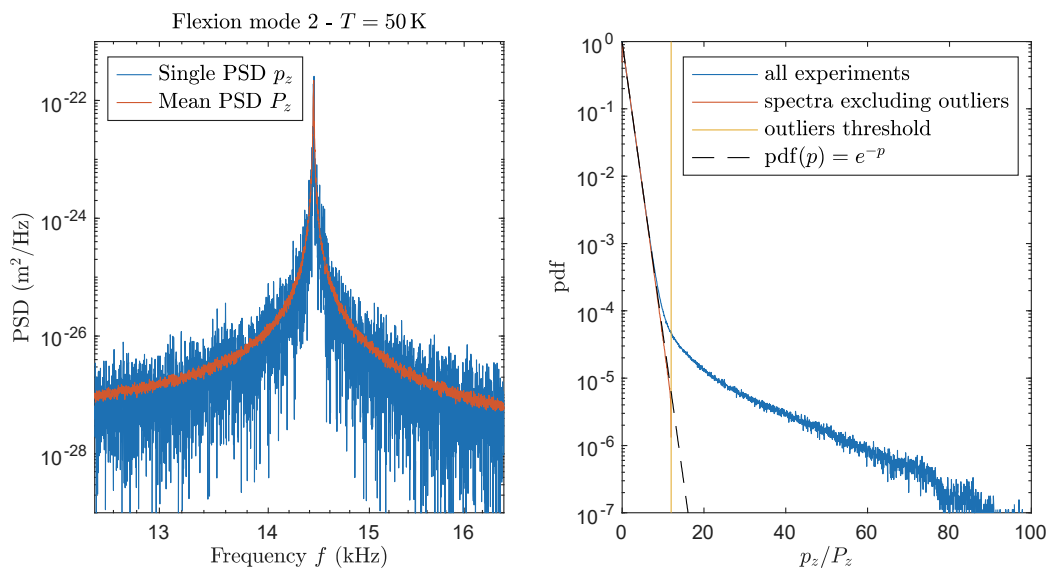 Flexion mode 2 - T = 50 K
Single PSD p_z
Mean PSD P_z
10^-22
10^-24
10^-26
10^-28
PSD (m^2/Hz)
13 14 15 16
Frequency f (kHz)
all experiments
spectra excluding outliers
outliers threshold
pdf(p) = e^-p
10^0
10^-1
10^-2
10^-3
10^-4
10^-5
10^-6
10^-7
pdf
0 20 40 60 80 100
p_z/P_z